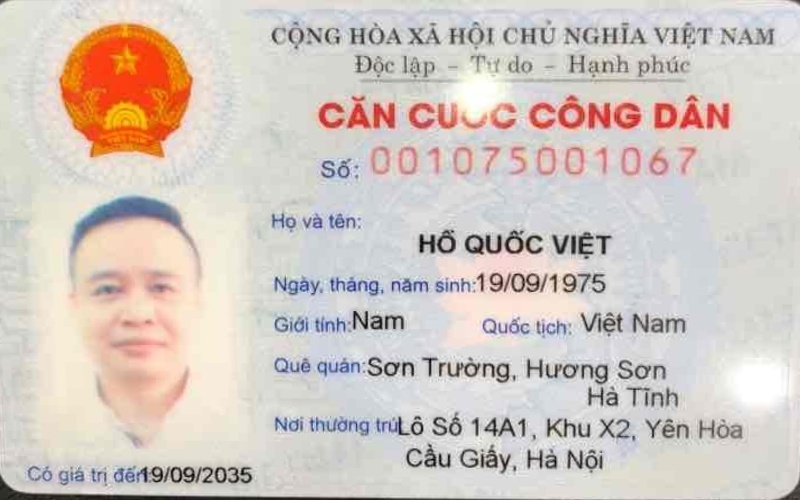 CỘNG HÒA XÃ HỘI CHỦ NGHĨA VIỆT NAM
Độc lập – Tự do – Hạnh phúc
CĂN CƯỚC CÔNG DÂN
Số: 001075001067
Họ và tên:
HỒ QUỐC VIỆT
Ngày, tháng, năm sinh:19/09/1975
Giới tính:Nam Quốc tịch: Việt Nam
Quê quán:Sơn Trường, Hương Sơn
Hà Tĩnh
Nơi thường trú:Lô Số 14A1, Khu X2, Yên Hòa
Cầu Giấy, Hà Nội
Có giá trị đến:19/09/2035
VIỆT NAM